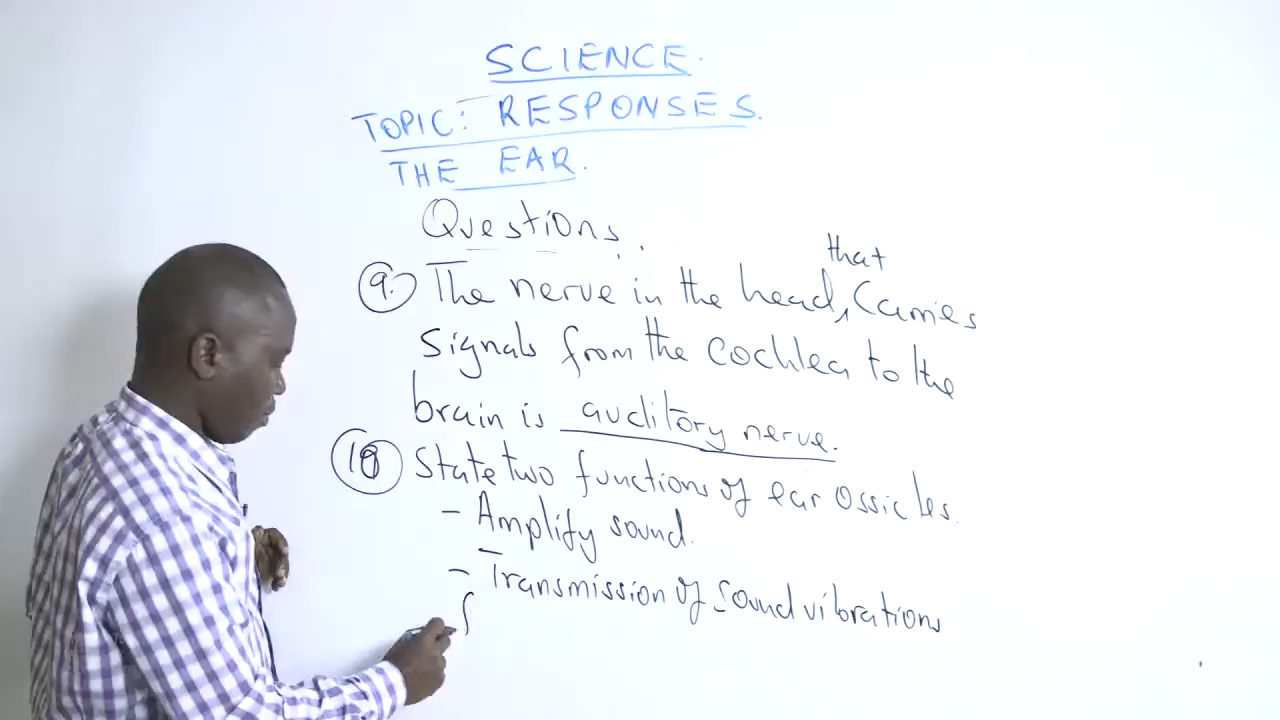 SCIENCE.
TOPIC: RESPONSES.
THE EAR.
Questions.
9. The nerve in the head, that Carries
signals from the cochlea to the
brain is auditory nerve.
10 State two functions of ear ossicles.
- Amplify sound.
- Transmission of sound vibrations
f